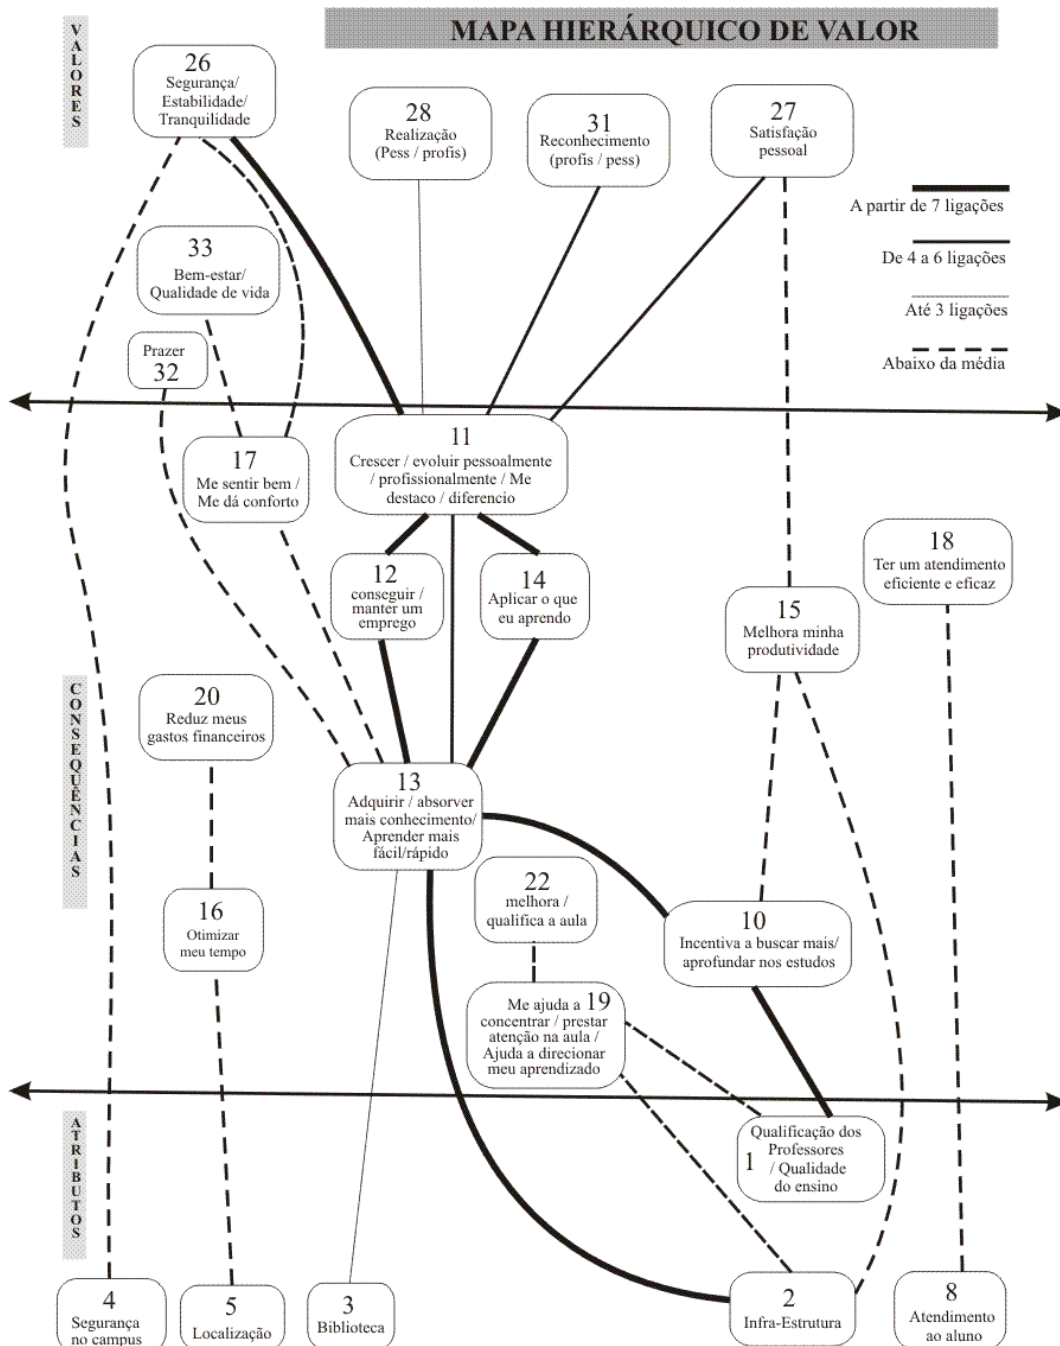 MAPA HIERÁRQUICO DE VALOR
VALORES
26
Segurança/
Estabilidade/
Tranquilidade
28
Realização
(Pess / profis)
31
Reconhecimento
(profis / pess)
27
Satisfação
pessoal
A partir de 7 ligações
De 4 a 6 ligações
Até 3 ligações
Abaixo da média
33
Bem-estar/
Qualidade de vida
Prazer
32
17
Me sentir bem /
Me dá conforto
11
Crescer / evoluir pessoalmente
/ profissionalmente / Me
destaco / diferencio
12
conseguir /
manter um
emprego
14
Aplicar o que
eu aprendo
18
Ter um atendimento
eficiente e eficaz
15
Melhora minha
produtividade
CONSEQUÊNCIAS
20
Reduz meus
gastos financeiros
13
Adquirir / absorver
mais conhecimento/
Aprender mais
fácil/rápido
16
Otimizar
meu tempo
22
melhora /
qualifica a aula
10
Incentiva a buscar mais/
aprofundar nos estudos
Me ajuda a 19
concentrar / prestar
atenção na aula /
Ajuda a direcionar
meu aprendizado
ATRIBUTOS
Qualificação dos
Professores
1 / Qualidade
do ensino
4
Segurança
no campus
5
Localização
3
Biblioteca
2
Infra-Estrutura
8
Atendimento
ao aluno